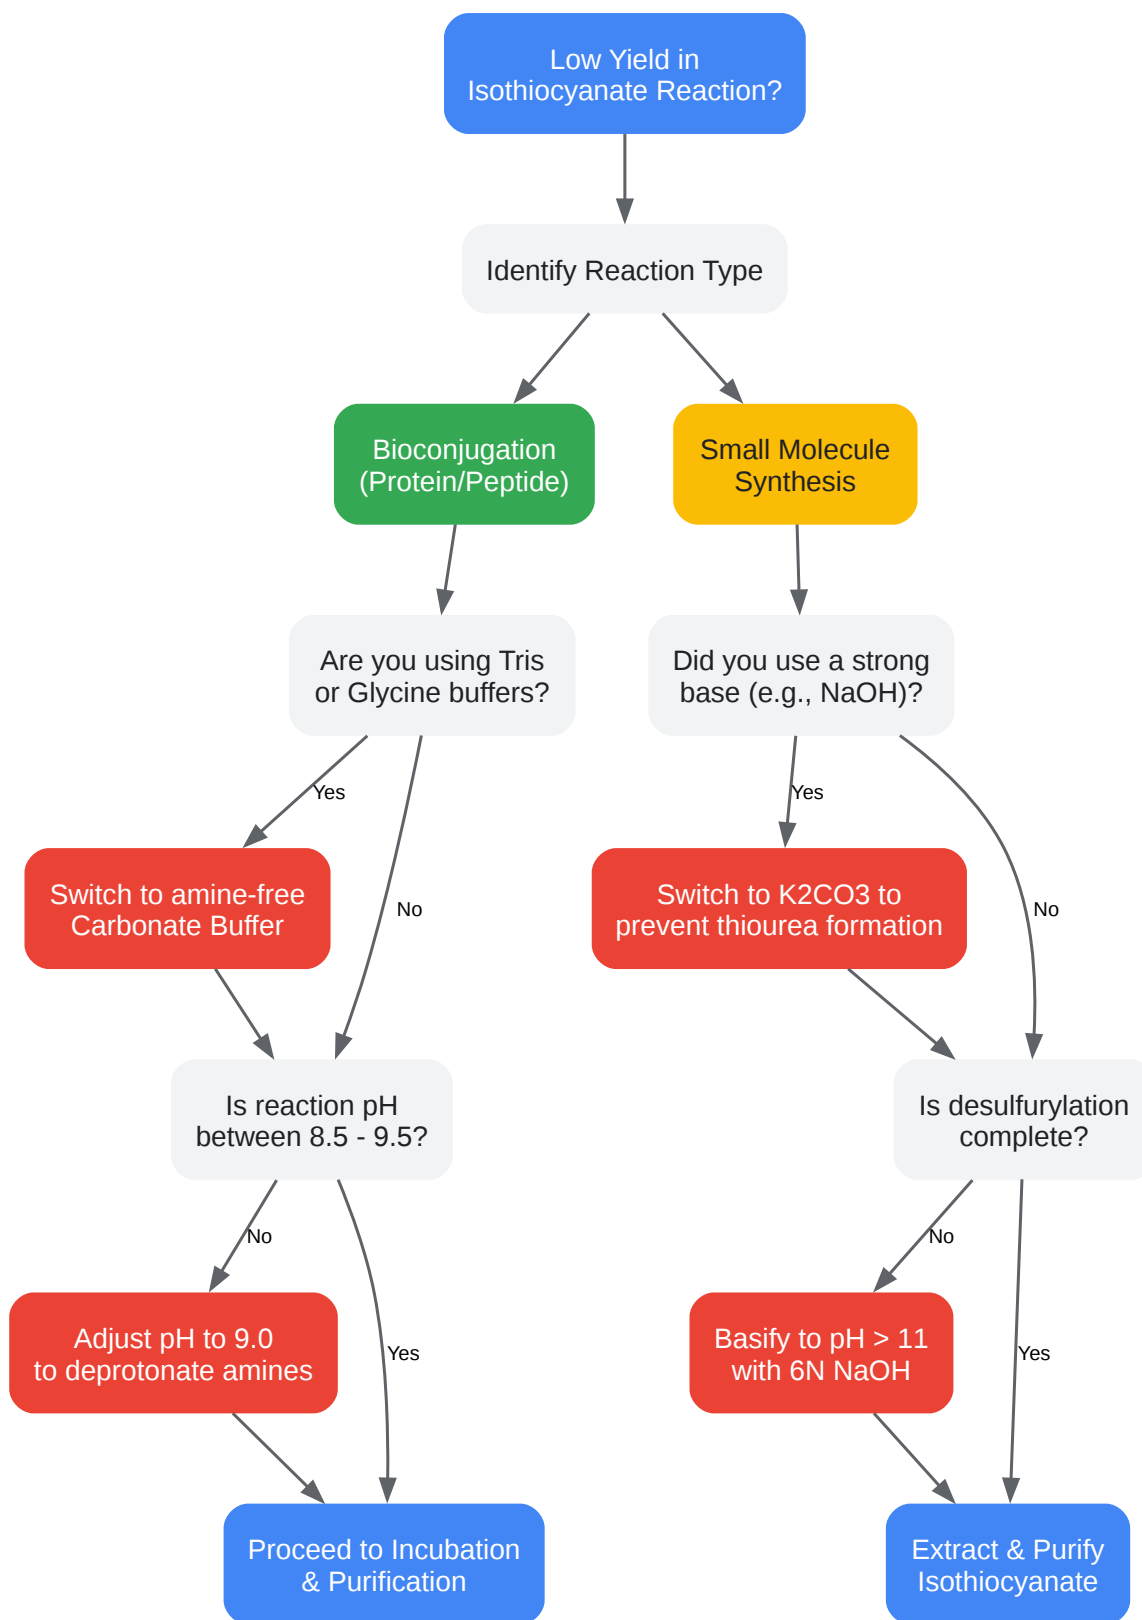 Low Yield in
Isothiocyanate Reaction?
Identify Reaction Type
Bioconjugation
(Protein/Peptide)
Small Molecule
Synthesis
Are you using Tris
or Glycine buffers?
Did you use a strong
base (e.g., NaOH)?
Yes
Yes
Switch to amine-free
Carbonate Buffer
No
Switch to K2CO3 to
prevent thiourea formation
No
Is reaction pH
between 8.5 - 9.5?
Is desulfurylation
complete?
No
No
Adjust pH to 9.0
to deprotonate amines
Yes
Basify to pH > 11
with 6N NaOH
Yes
Proceed to Incubation
& Purification
Extract & Purify
Isothiocyanate